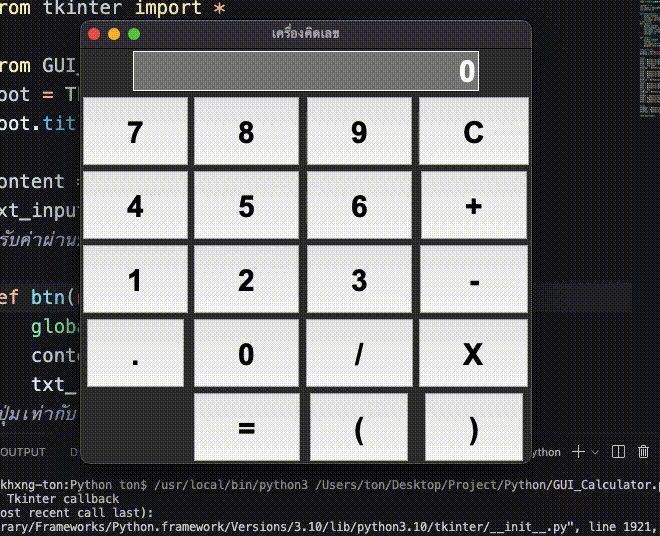 rom tkinter import *
เครื่องคิดเลข
rom GUI_
0
oot = T
oot.tit
7 8 9 C
ontent =
4 5 6 +
xt_inpu
รับค่าผ่าน
1 2 3 -
ef btn(
globa
conte
txt_
. 0 / X
ปุ่มเท่ากับ
= ( )
OUTPUT D ython
khxng-ton:Python ton$ /usr/local/bin/python3 /Users/ton/Desktop/Project/Python/GUI_Calculator.p
Tkinter callback
ost recent call last):
rary/Frameworks/Python.framework/Versions/3.10/lib/python3.10/tkinter/__init__.py", line 1921,